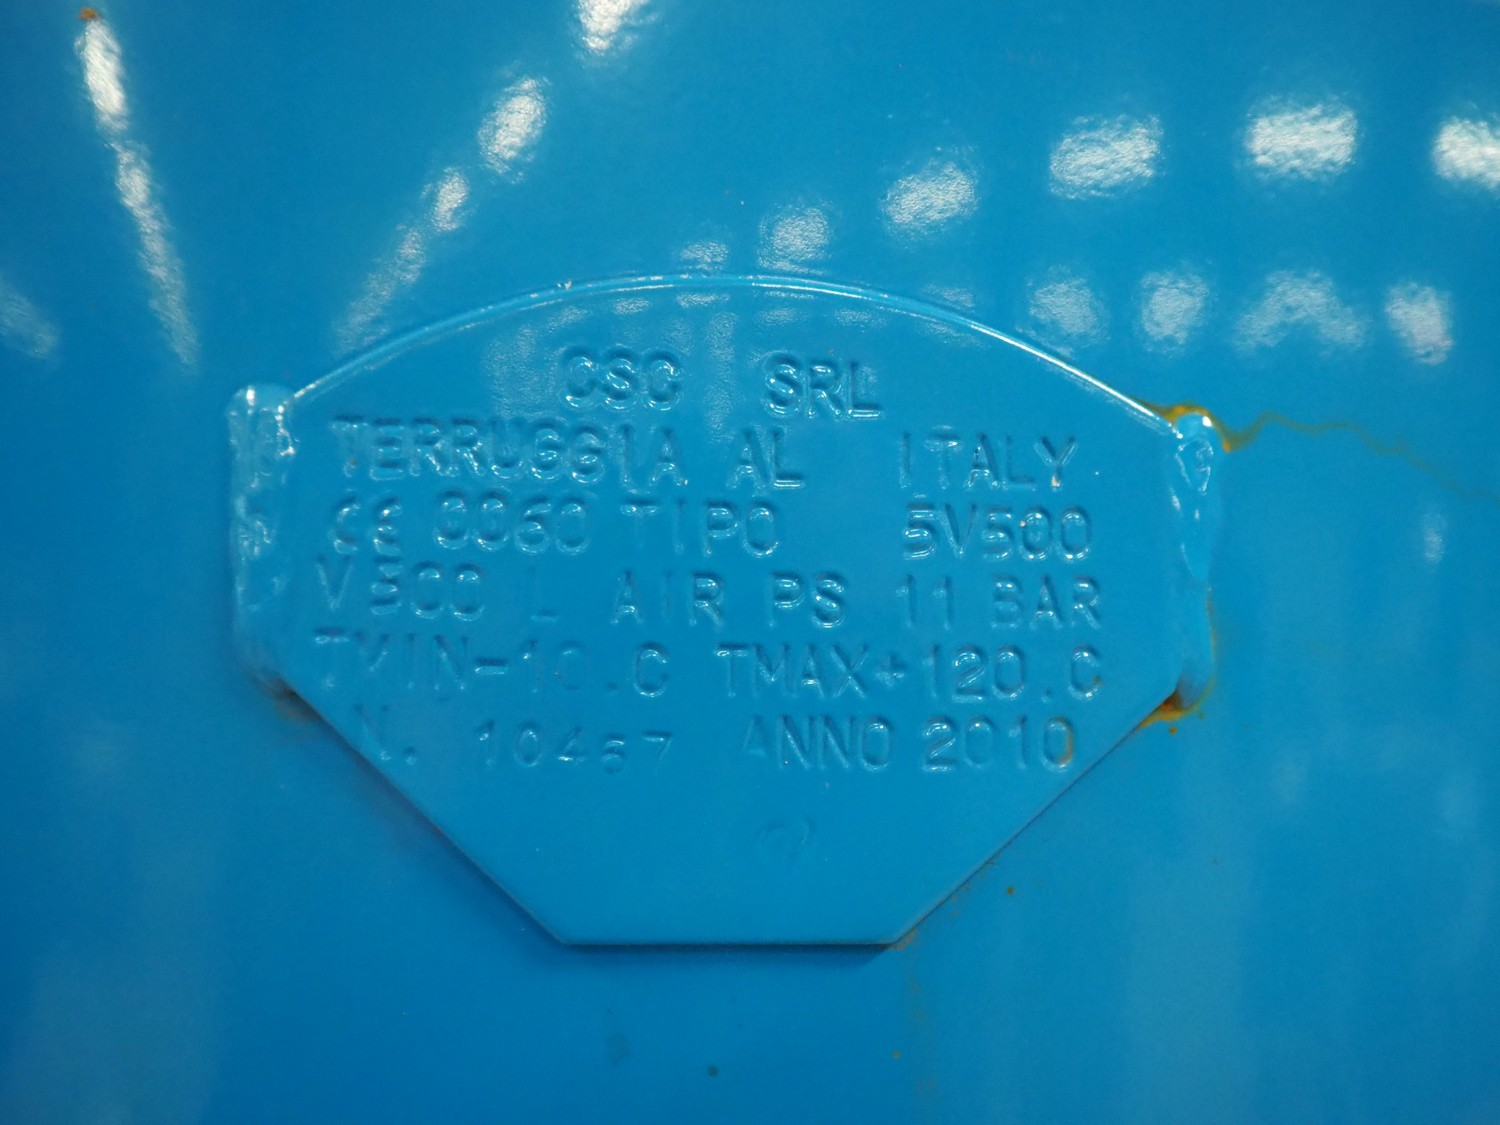 CSC SRL
TERRUGGIA AL ITALY
CE 0060 TIPO 5V500
V 500 L AIR PS 11 BAR
TMIN-10.C TMAX+120.C
N. 10467 ANNO 2010